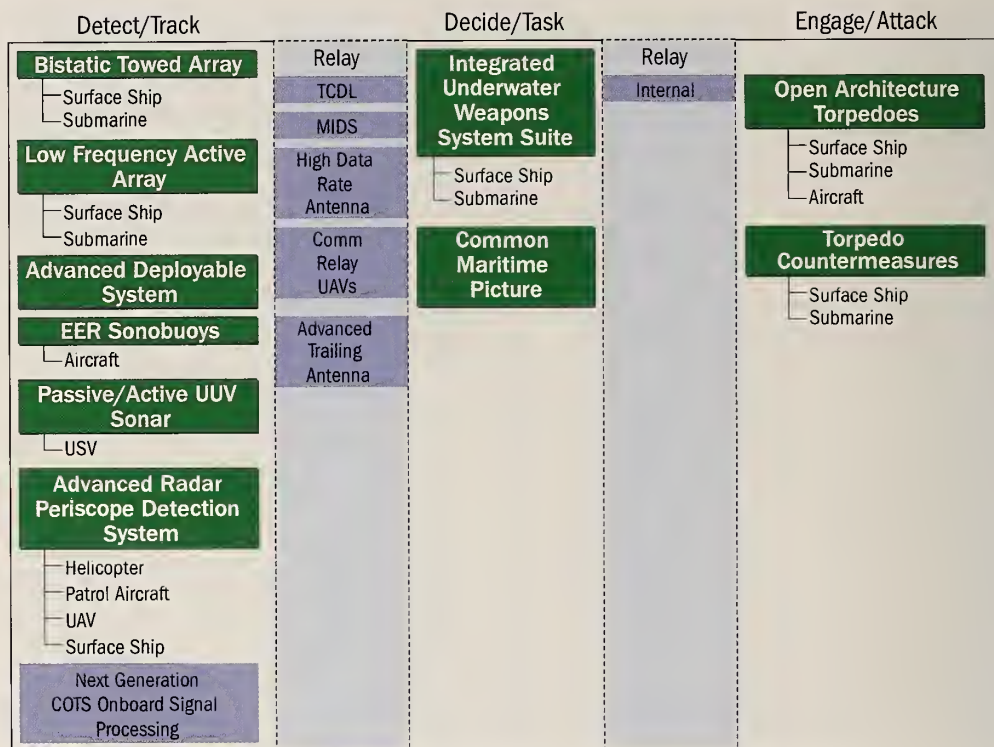 Detect/Track
Bistatic Towed Array
Surface Ship
Submarine
Low Frequency Active
Array
Surface Ship
Submarine
Advanced Deployable
System
EER Sonobuoys
Aircraft
Passive/Active UUV
Sonar
USV
Advanced Radar
Periscope Detection
System
Helicopter
Patrol Aircraft
UAV
Surface Ship
Next Generation
COTS Onboard Signal
Processing
Relay
TCDL
MIDS
High Data
Rate
Antenna
Comm
Relay
UAVs
Advanced
Trailing
Antenna
Decide/Task
Integrated
Underwater
Weapons
System Suite
Surface Ship
Submarine
Common
Maritime
Picture
Relay
Internal
Engage/Attack
Open Architecture
Torpedoes
Surface Ship
Submarine
Aircraft
Torpedo
Countermeasures
Surface Ship
Submarine